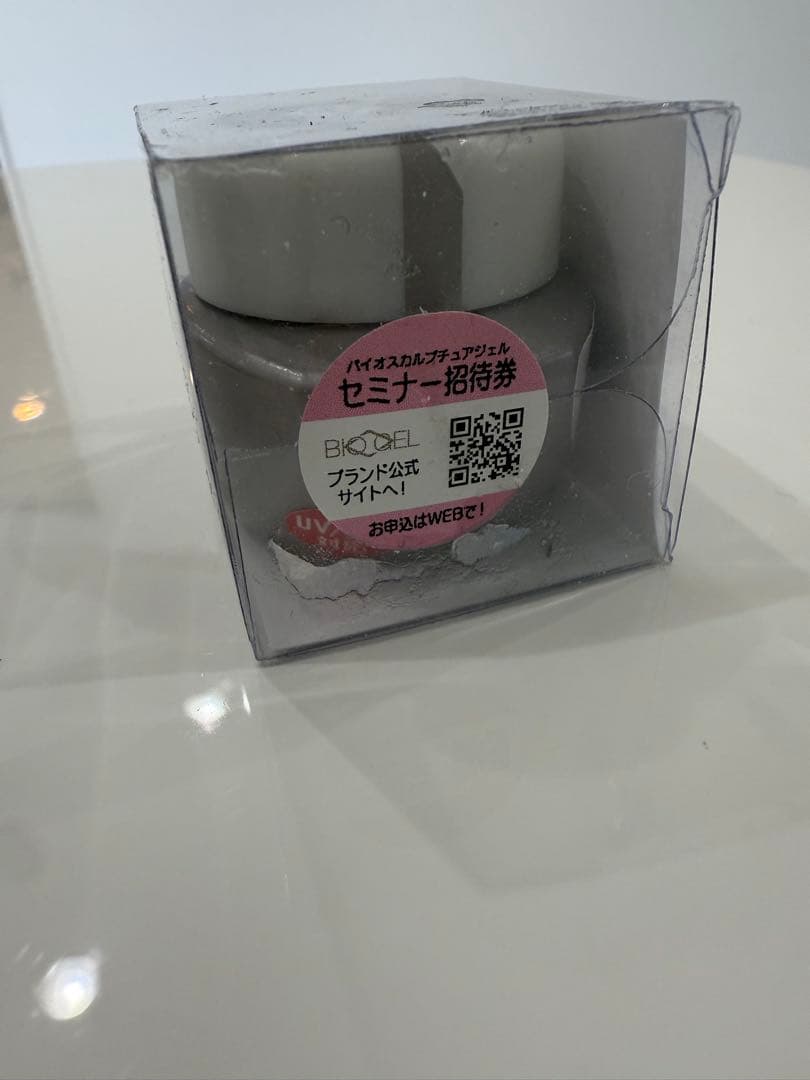 バイオスカルプチュアジェル
セミナー招待券
BIO GEL
ブランド公式
サイトへ!
お申込はWEBで!
UV